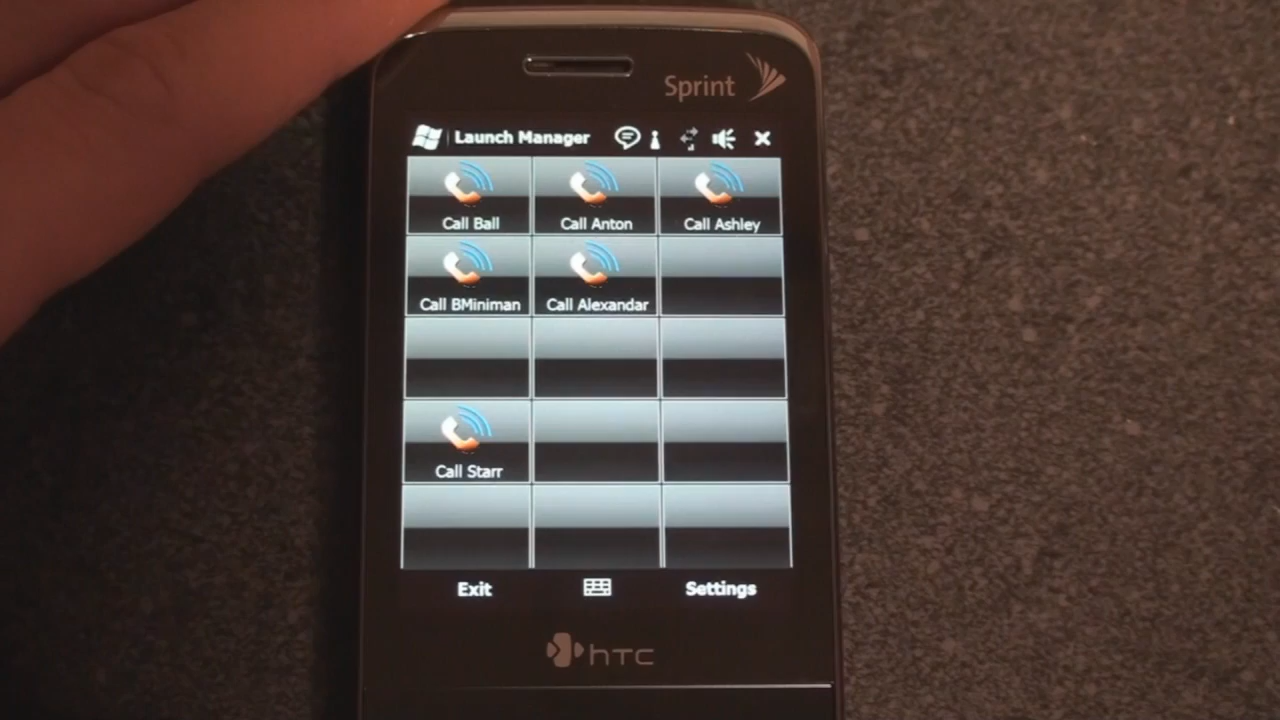 Sprint
Launch Manager
Call Ball Call Anton Call Ashley
Call BMiniman Call Alexandar
Call Starr
Exit Settings
hTC